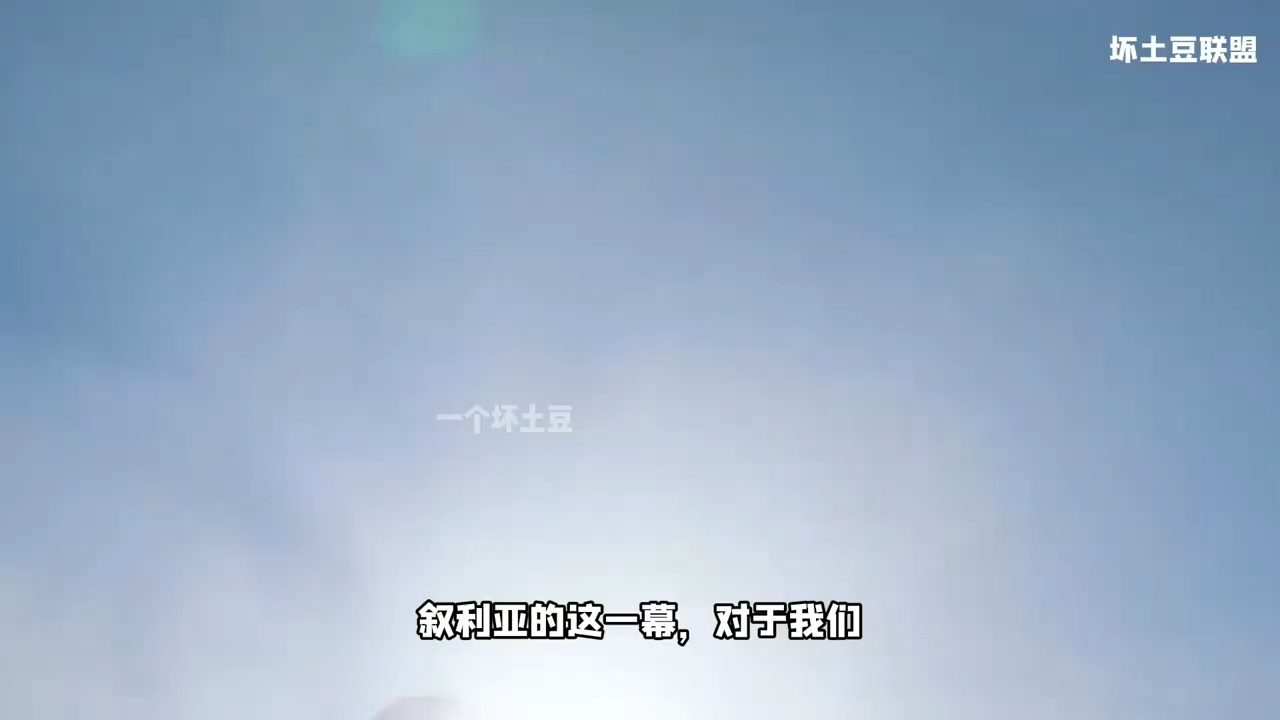 坏土豆联盟
一个坏土豆
叙利亚的这一幕，对于我们